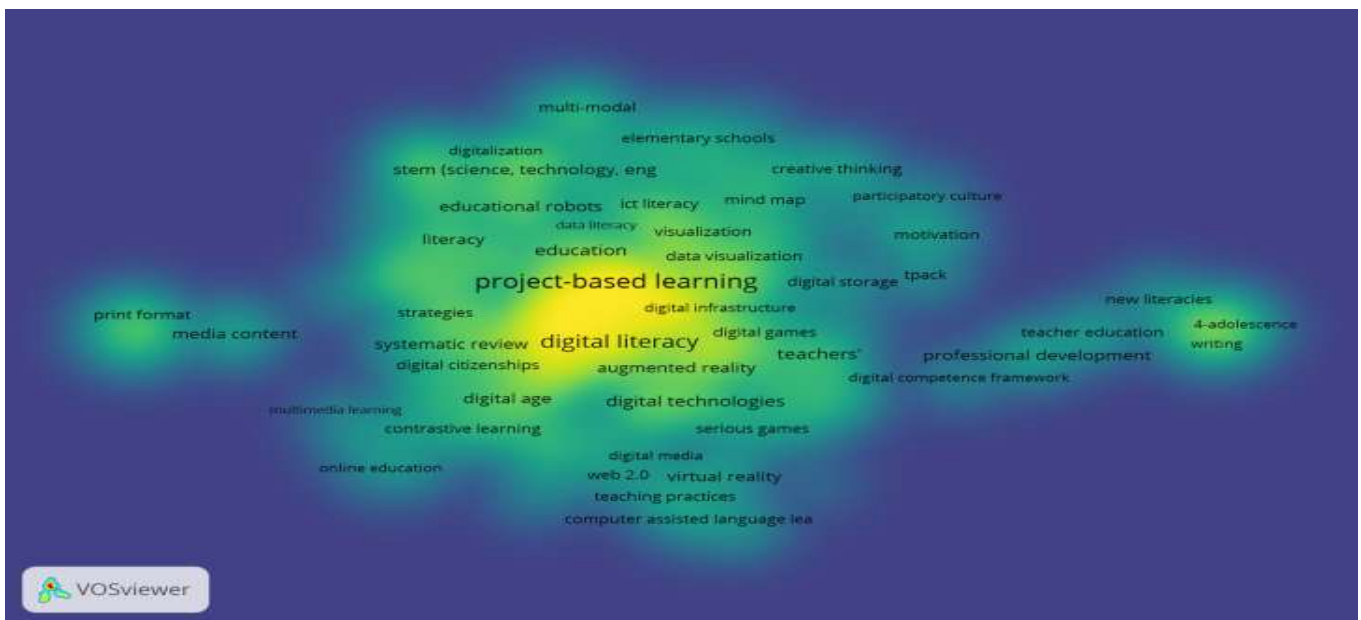 multi-modal
elementary schools
digitalization
stem (science, technology, eng
creative thinking
participatory culture
educational robots
ict literacy
mind map
data literacy
visualization
literacy
motivation
education
data visualization
project-based learning
digital storage
tpack
new literacies
print format
media content
strategies
digital infrastructure
4-adolescence
teacher education
writing
systematic review
digital literacy
digital games
teachers'
professional development
digital citizenships
augmented reality
digital competence framework
digital age
digital technologies
multimedia learning
contrastive learning
serious games
online education
digital media
web 2.0
virtual reality
teaching practices
computer assisted language lea
VOSviewer